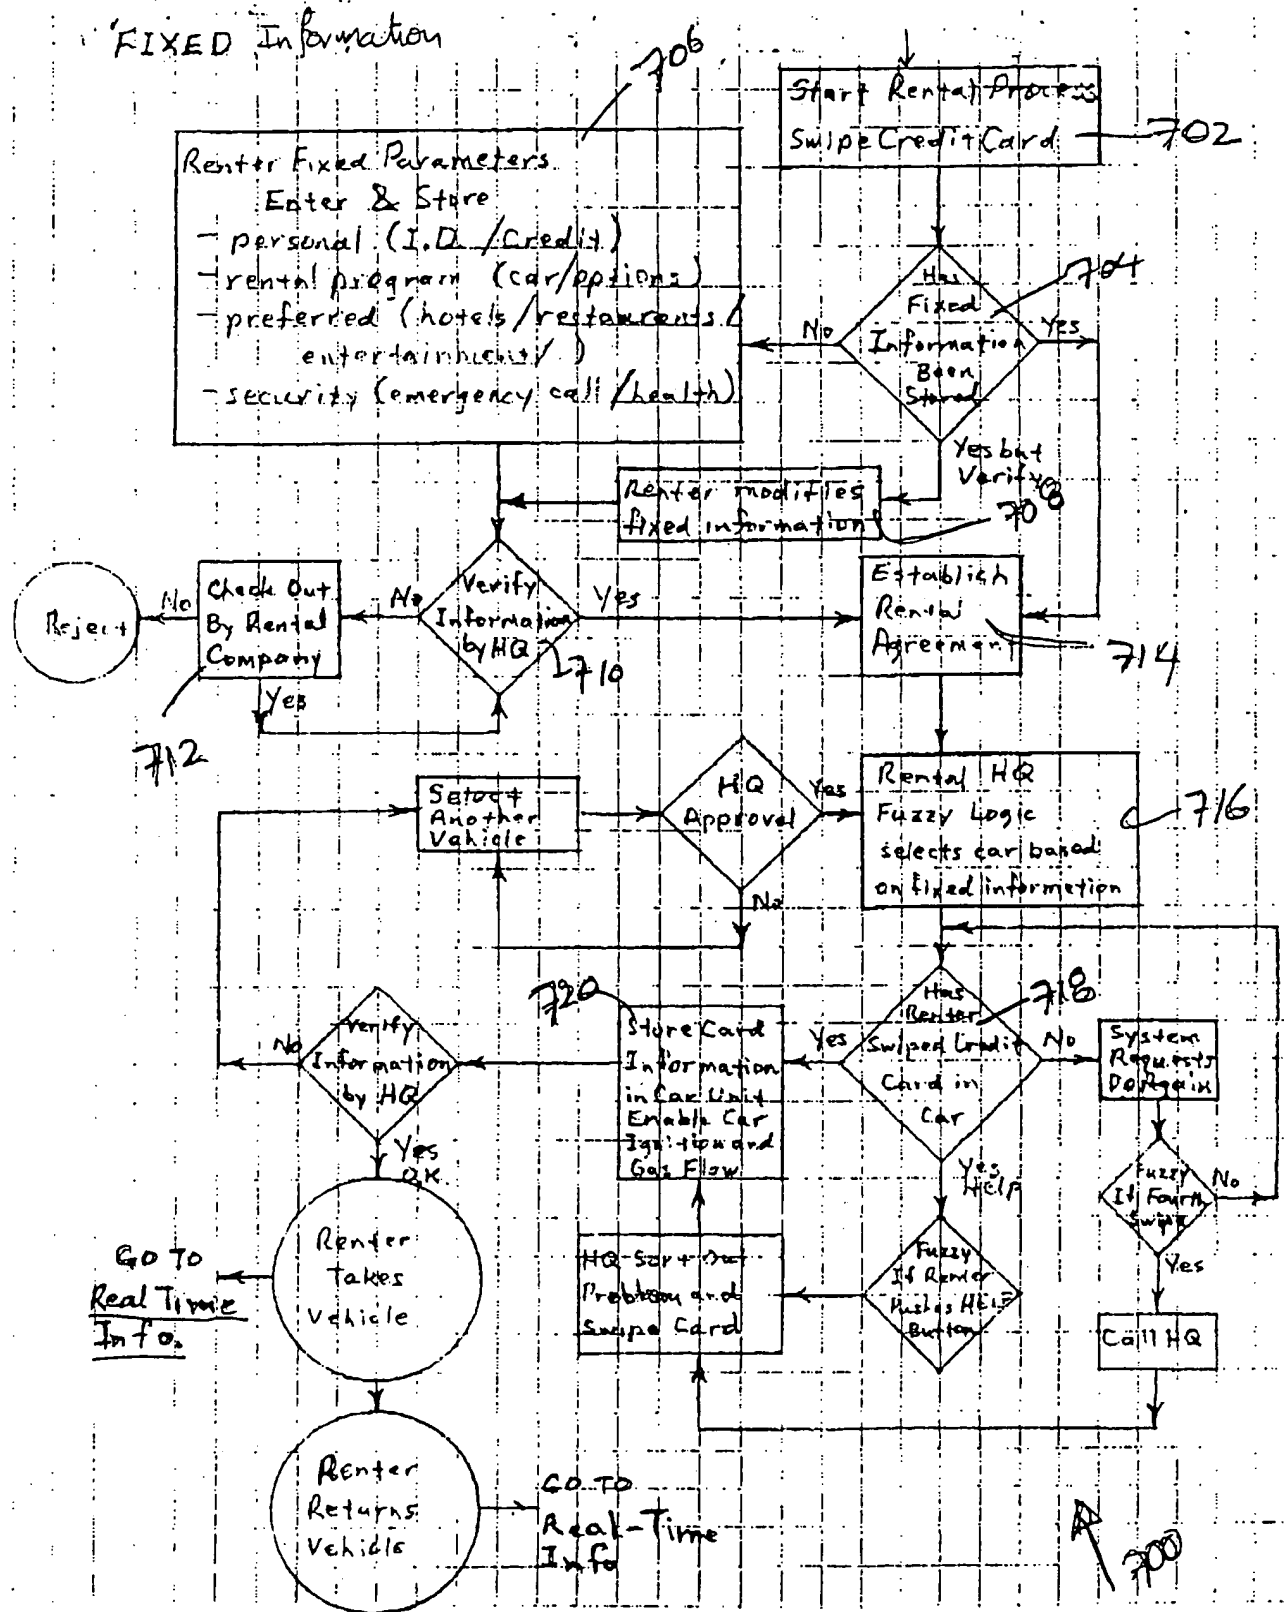 FIXED Information
706
Start Rental Process
Swipe Credit Card
702
Renter Fixed Parameters
Enter & Store
- personal (I.D. /Credit)
- rental program (car/options)
- preferred (hotels/restaurents/
entertainment/ )
- security (emergency call/health)
Has
Fixed
Information
Been
Stored
704
No
Yes
Yes but
Verify
Renter modifies
fixed information
708
Reject
No
Check Out
By Rental
Company
No
Verify
Information
by HQ
Yes
710
Establish
Rental
Agreement
714
Yes
712
Select
Another
Vehicle
HQ
Approval
Yes
No
Rental HQ
Fuzzy Logic
selects car based
on fixed information
716
720
Verify
Information
by HQ
No
Yes
O.K
Store Card
Information
in Car Unit
Enable Car
Ignition and
Gas Flow
Yes
Has
Renter
Swiped Credit
Card in
Car
718
No
System
Requests
Do Again
Yes
HELP
Fuzzy
If Fourth
Swipe
No
Yes
GO TO
Real Time
Info.
Renter
Takes
Vehicle
HQ Sort Out
Problem and
Swipe Card
Fuzzy
If Renter
Pushes HELP
Button
Call HQ
Renter
Returns
Vehicle
GO TO
Real-Time
Info
700